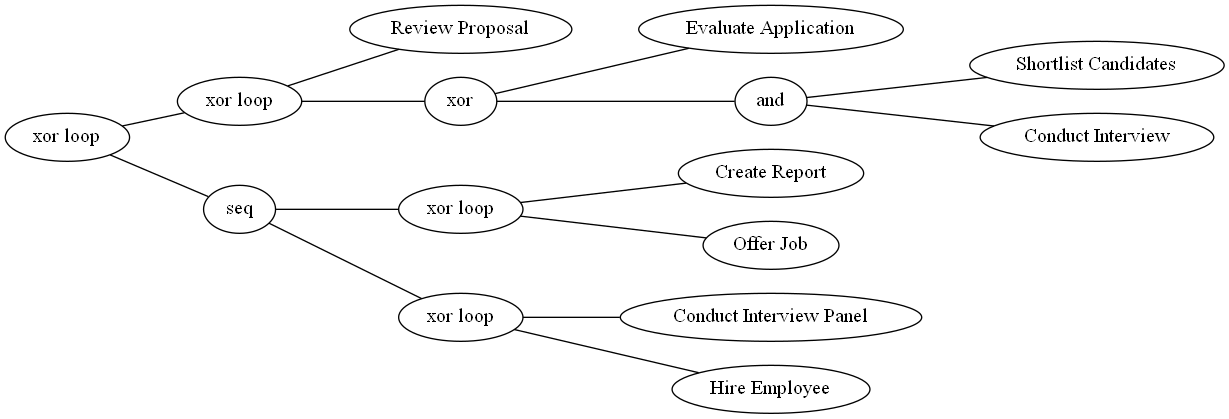 Review Proposal
Evaluate Application
Shortlist Candidates
xor loop
xor
and
xor loop
Conduct Interview
Create Report
seq
xor loop
Offer Job
xor loop
Conduct Interview Panel
Hire Employee